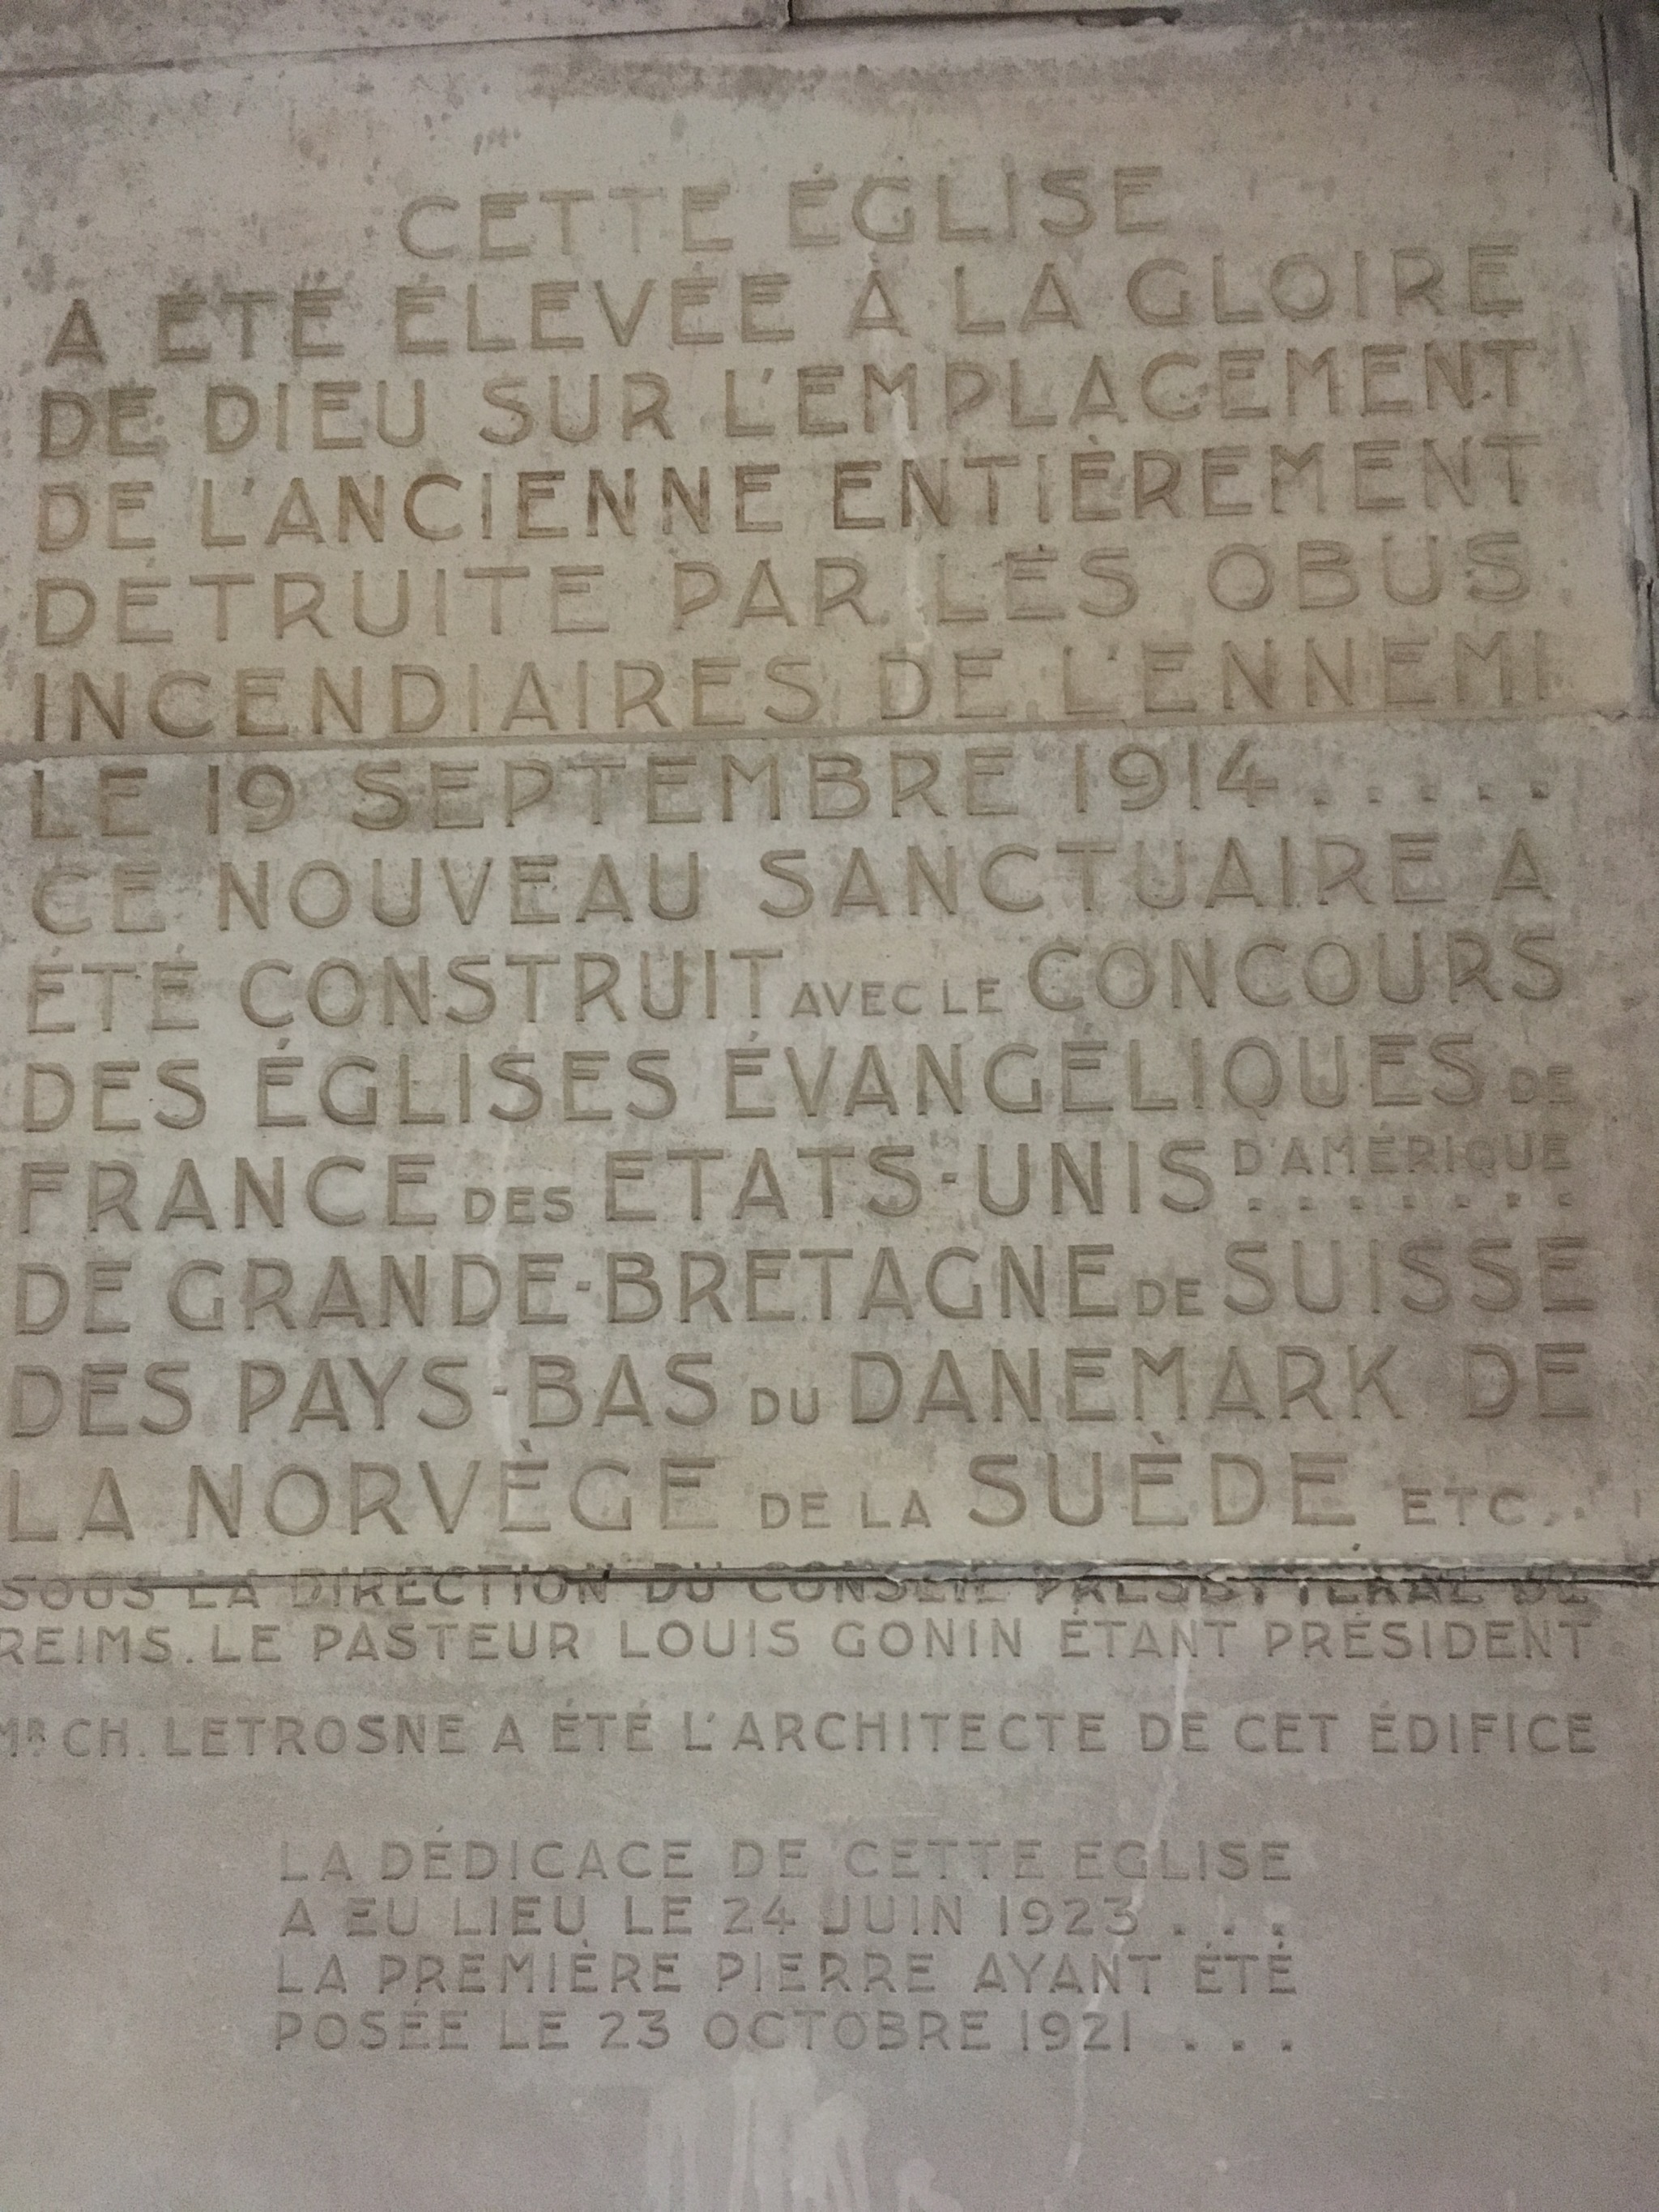 CETTE ÉGLISE
A ÉTÉ ÉLEVÉE À LA GLOIRE
DE DIEU SUR L'EMPLACEMENT
DE L'ANCIENNE ENTIÈREMENT
DÉTRUITE PAR LES OBUS
INCENDIAIRES DE L'ENNEMI
LE 19 SEPTEMBRE 1914.....
CE NOUVEAU SANCTUAIRE A
ÉTÉ CONSTRUIT AVEC LE CONCOURS
DES ÉGLISES ÉVANGÉLIQUES DE
FRANCE DES ETATS-UNIS D'AMÉRIQUE.......
DE GRANDE-BRETAGNE DE SUISSE
DES PAYS-BAS DU DANEMARK DE
LA NORVÈGE DE LA SUÈDE ETC..
SOUS LA DIRECTION DU CONSEIL PRESBYTÉRAL DE
REIMS. LE PASTEUR LOUIS GONIN ÉTANT PRÉSIDENT
MR CH. LETROSNE A ÉTÉ L'ARCHITECTE DE CET ÉDIFICE
LA DÉDICACE DE CETTE EGLISE
A EU LIEU LE 24 JUIN 1923...
LA PREMIÈRE PIERRE AYANT ÉTÉ
POSÉE LE 23 OCTOBRE 1921...